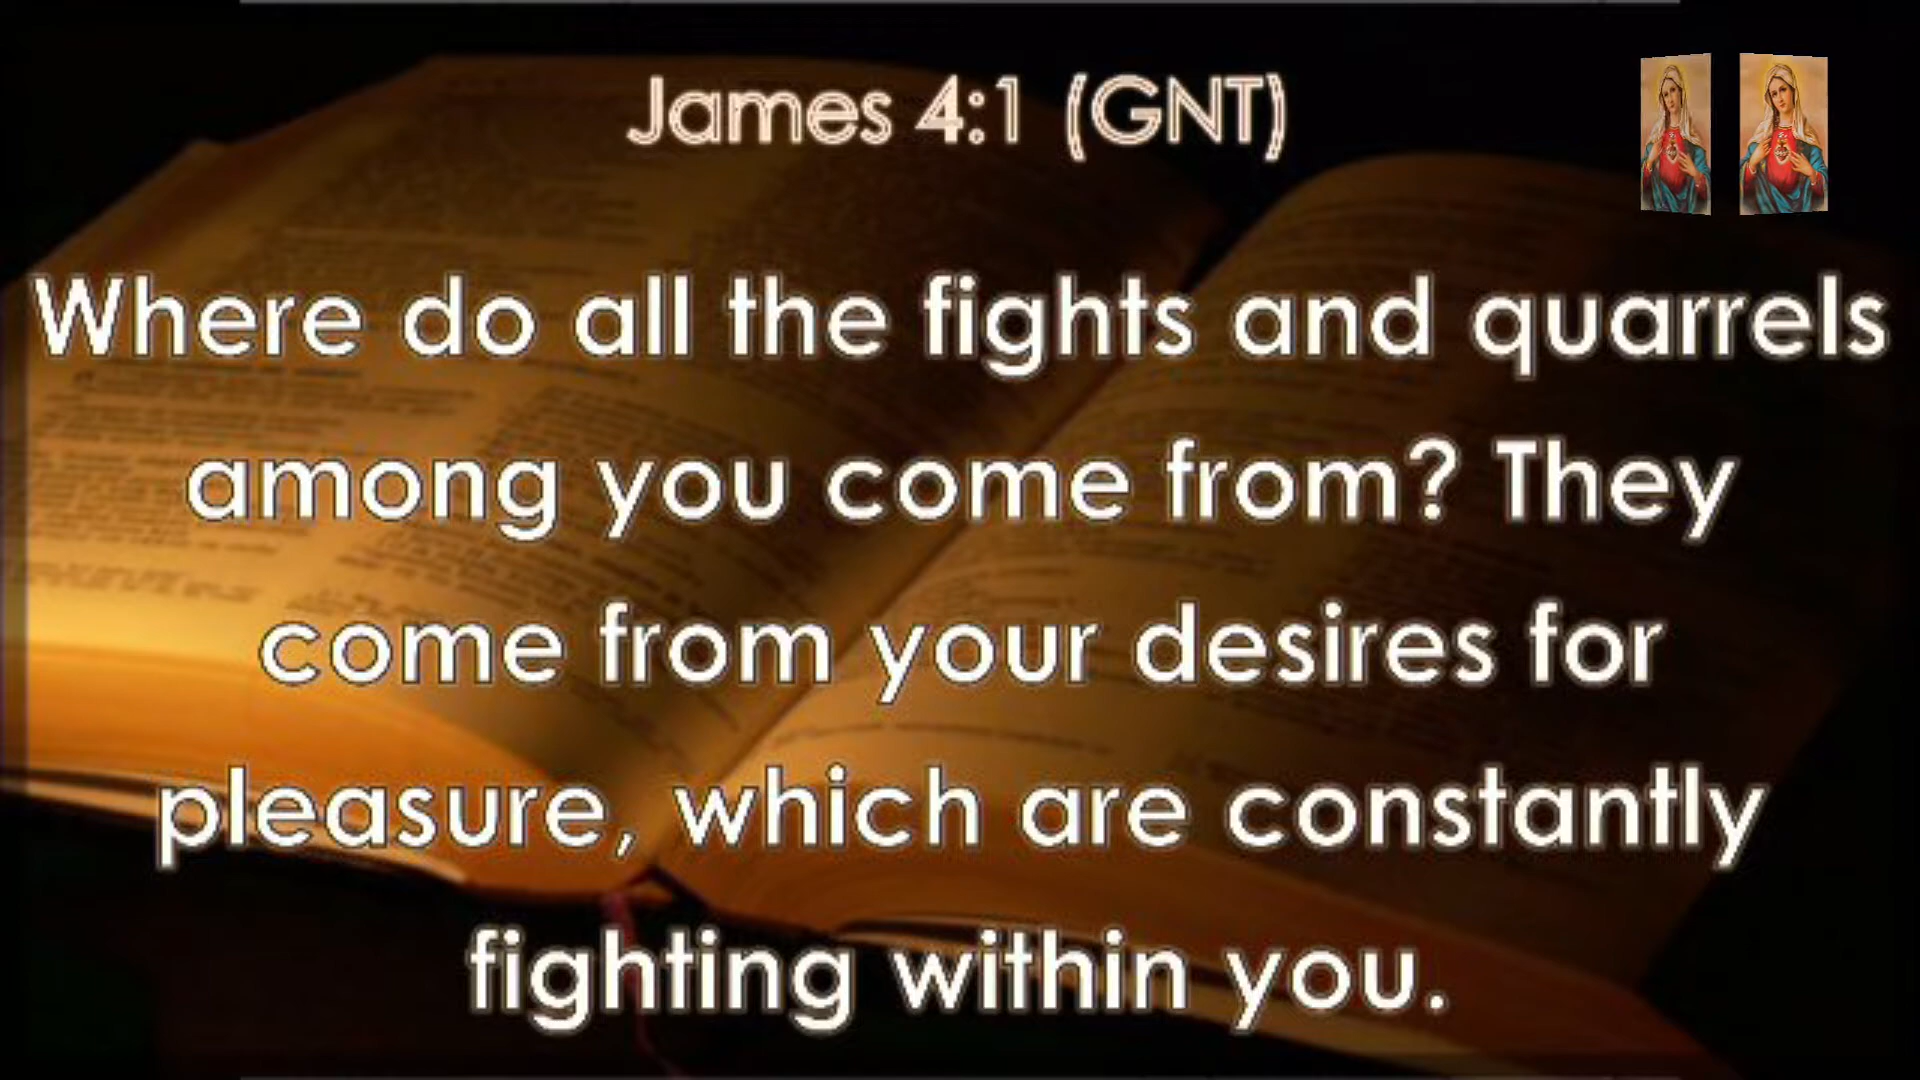 James 4:1 (GNT)
Where do all the fights and quarrels
among you come from? They
come from your desires for
pleasure, which are constantly
fighting within you.